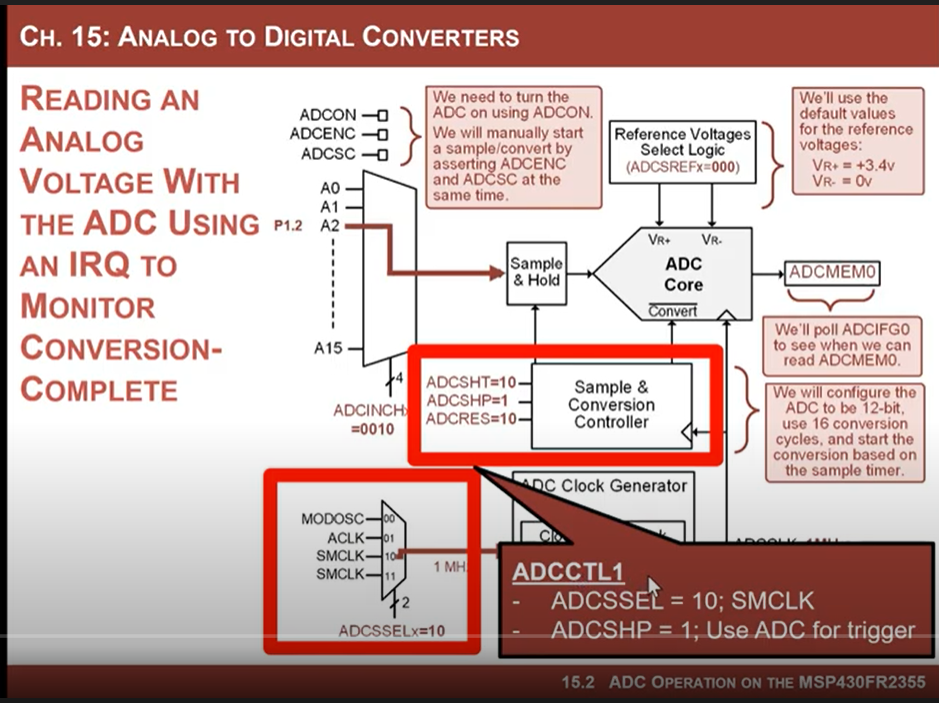 CH. 15: ANALOG TO DIGITAL CONVERTERS
READING AN
ANALOG
VOLTAGE WITH
THE ADC USING
AN IRQ TO
MONITOR
CONVERSION-
COMPLETE
ADCON
ADCENC
ADCSC
We need to turn the
ADC on using ADCON.
We will manually start
a sample/convert by
asserting ADCENC
and ADCSC at the
same time.
Reference Voltages
Select Logic
(ADCSREFx=000)
We'll use the
default values
for the reference
voltages:
VR+ = +3.4v
VR- = 0v
A0
A1
P1.2 A2
A15
4
ADCINCHx
=0010
Sample
& Hold
VR+ VR-
ADC
Core
Convert
ADCMEM0
We'll poll ADCIFG0
to see when we can
read ADCMEM0.
ADCSHT=10
ADCSHP=1
ADCRES=10
Sample &
Conversion
Controller
We will configure the
ADC to be 12-bit,
use 16 conversion
cycles, and start the
conversion based on
the sample timer.
MODOSC 00
ACLK 01
SMCLK 10
SMCLK 11
2
ADCSSELx=10
1 MH
ADC Clock Generator
ADCCTL1
- ADCSSEL = 10; SMCLK
- ADCSHP = 1; Use ADC for trigger
15.2 ADC OPERATION ON THE MSP430FR2355